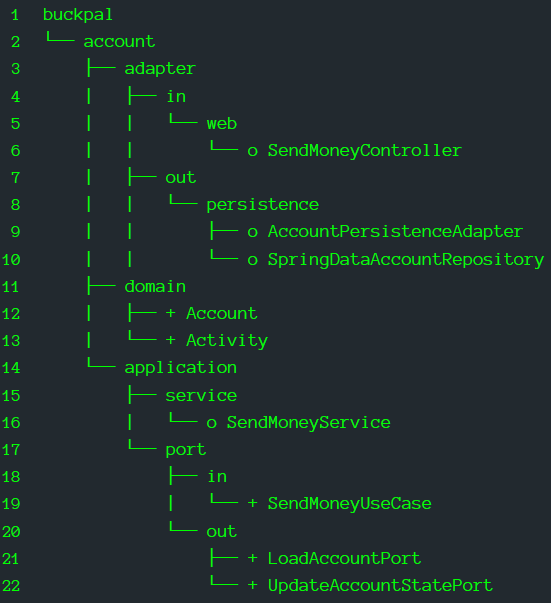 1 buckpal
2 └── account
3     ├── adapter
4     |   ├── in
5     |   |   └── web
6     |   |       └── o SendMoneyController
7     |   ├── out
8     |   |   └── persistence
9     |   |       ├── o AccountPersistenceAdapter
10     |   |       └── o SpringDataAccountRepository
11     ├── domain
12     |   ├── + Account
13     |   └── + Activity
14     └── application
15         ├── service
16         |   └── o SendMoneyService
17         └── port
18             ├── in
19             |   └── + SendMoneyUseCase
20             └── out
21                 ├── + LoadAccountPort
22                 └── + UpdateAccountStatePort